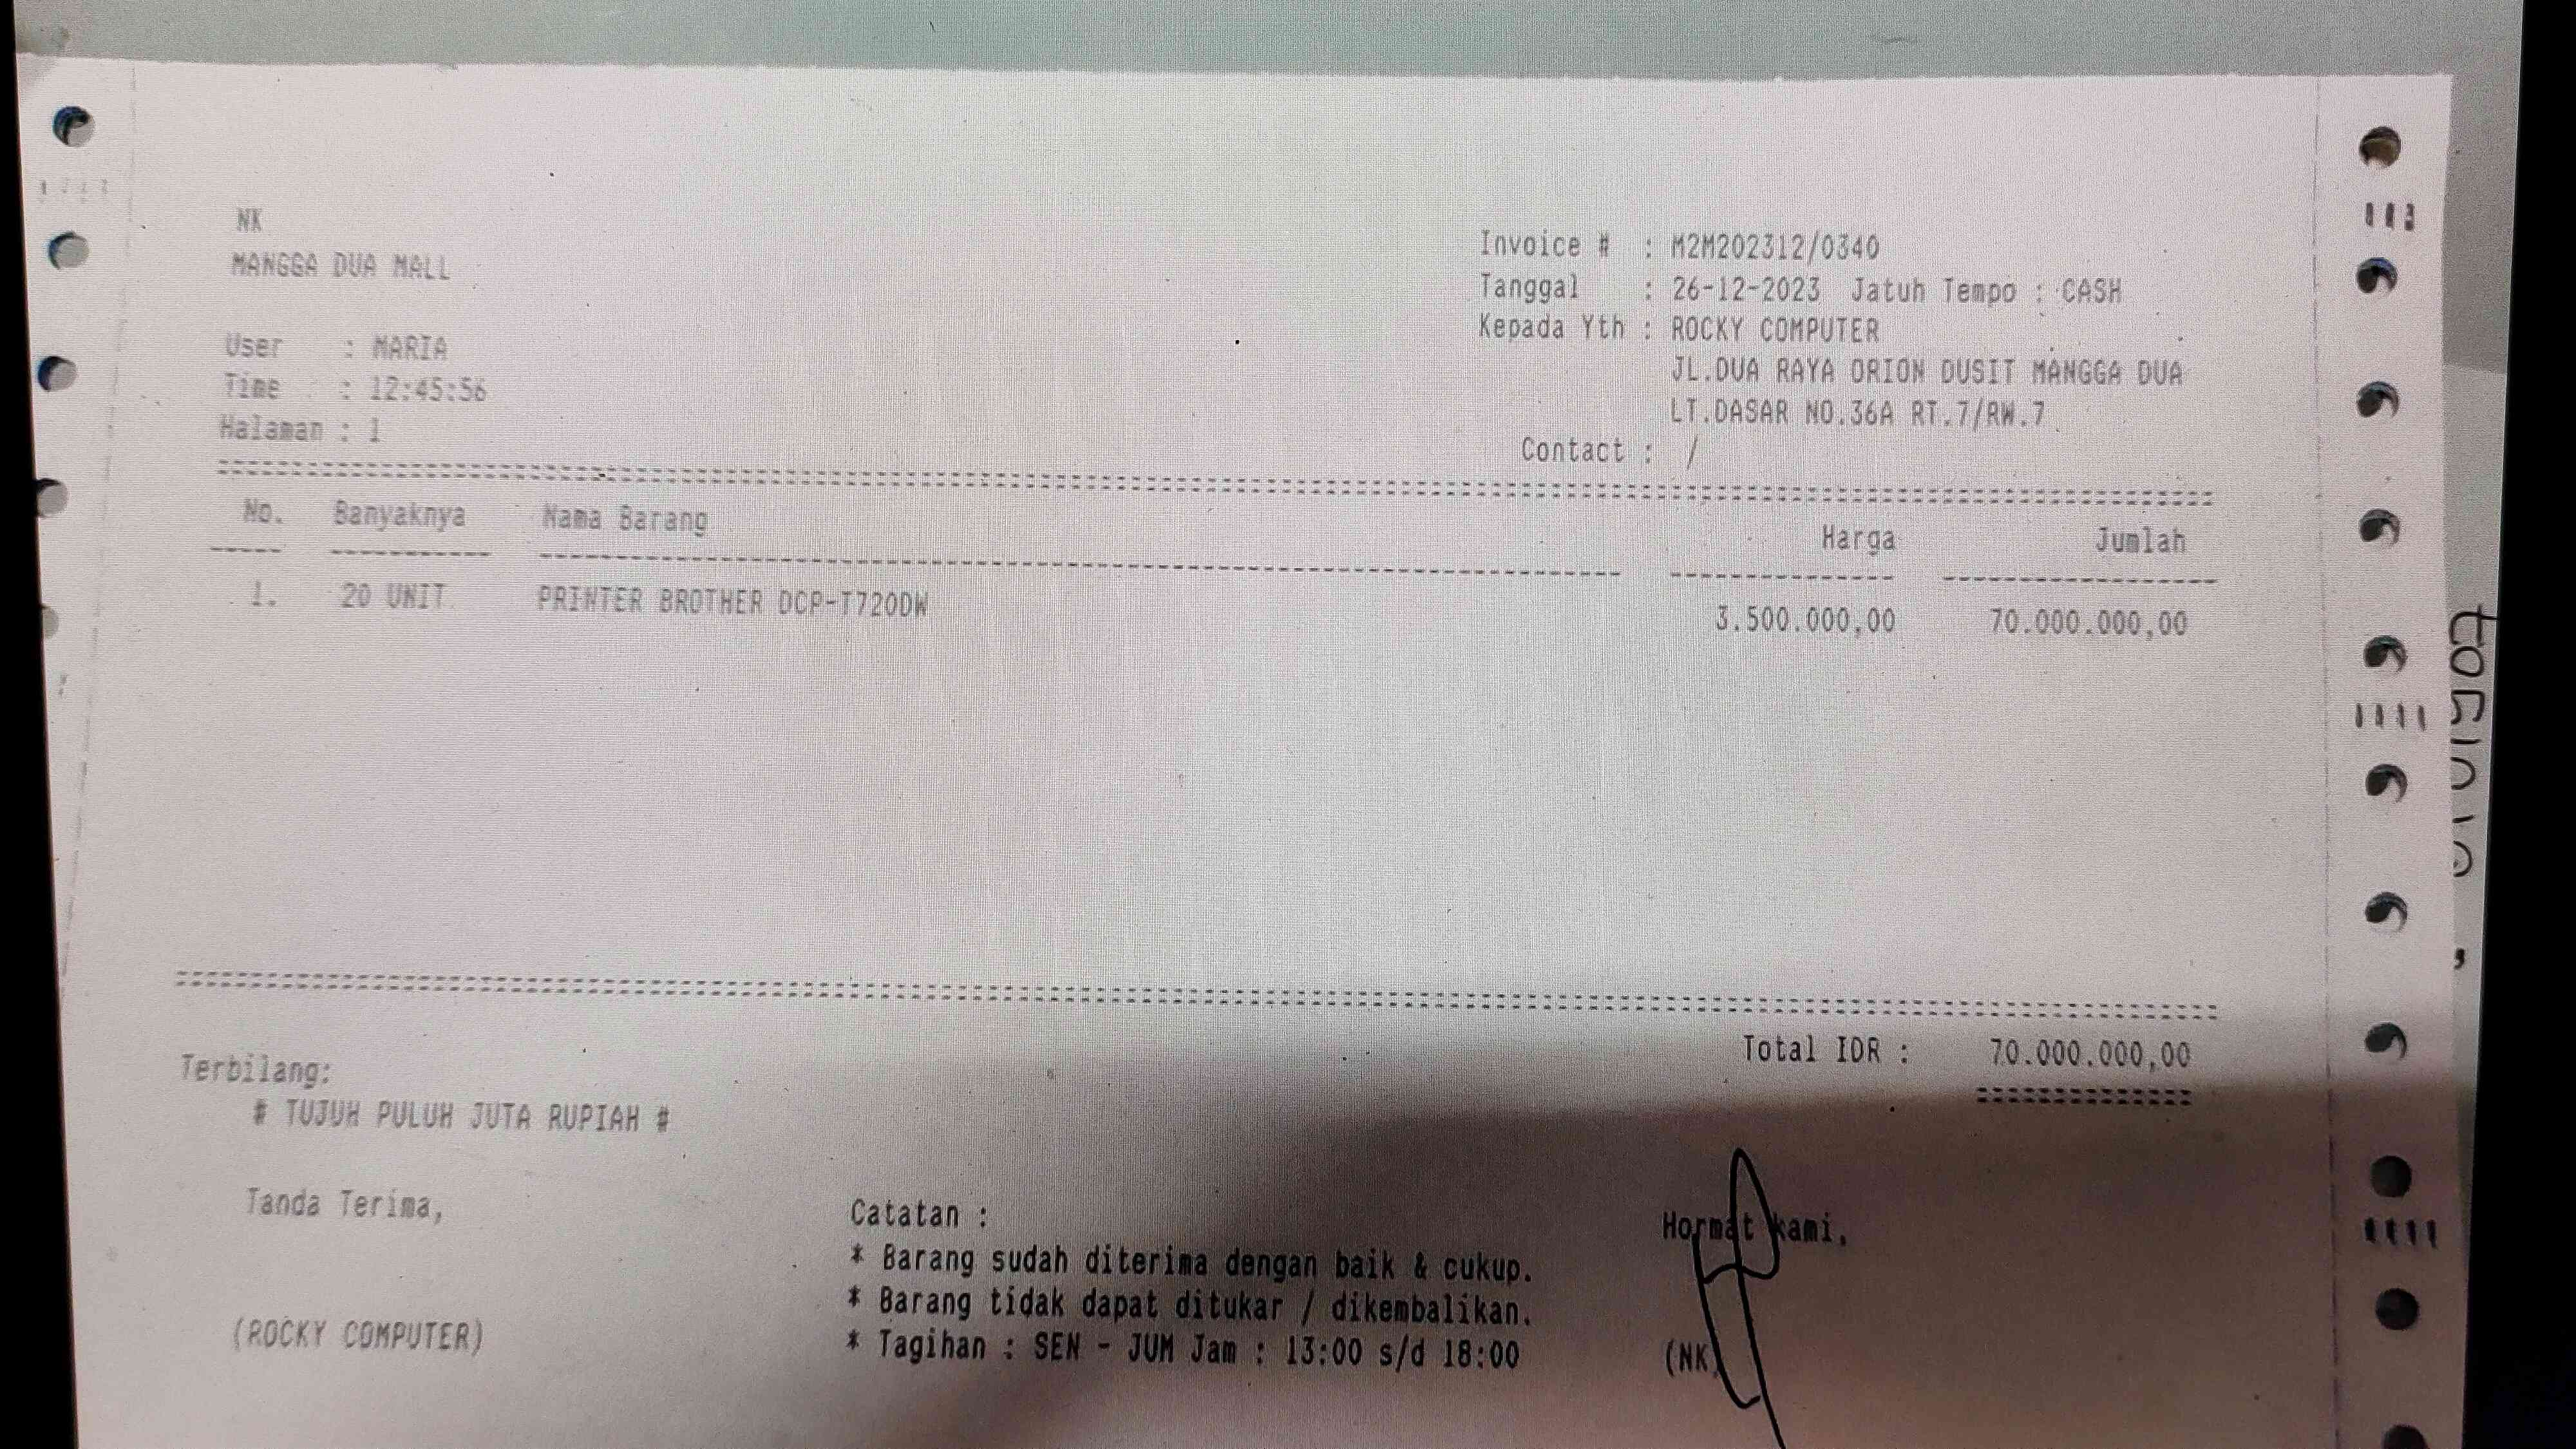 NK
MANGGA DUA MALL
User : MARIA
Time : 12:45:56
Halaman : 1
Invoice # : M2M202312/0340
Tanggal : 26-12-2023 Jatuh Tempo : CASH
Kepada Yth : ROCKY COMPUTER
JL.DUA RAYA ORION DUSIT MANGGA DUA
LT.DASAR NO.36A RT.7/RW.7
Contact : /
No. Banyaknya Nama Barang Harga Jumlah
1. 20 UNIT PRINTER BROTHER DCP-T720DW 3.500.000,00 70.000.000,00
Total IDR : 70.000.000,00
Terbilang:
# TUJUH PULUH JUTA RUPIAH #
Tanda Terima,
(ROCKY COMPUTER)
Catatan :
* Barang sudah diterima dengan baik & cukup.
* Barang tidak dapat ditukar / dikembalikan.
* Tagihan : SEN - JUM Jam : 13:00 s/d 18:00
Hormat kami,
(NK)